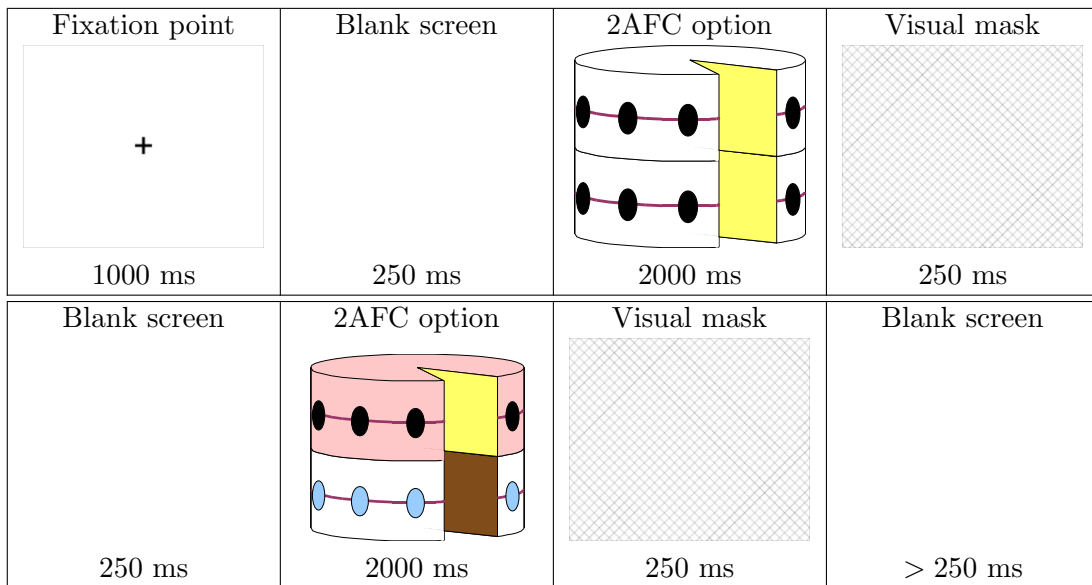 Fixation point
Blank screen
2AFC option
Visual mask
1000 ms
250 ms
2000 ms
250 ms
Blank screen
2AFC option
Visual mask
Blank screen
250 ms
2000 ms
250 ms
> 250 ms